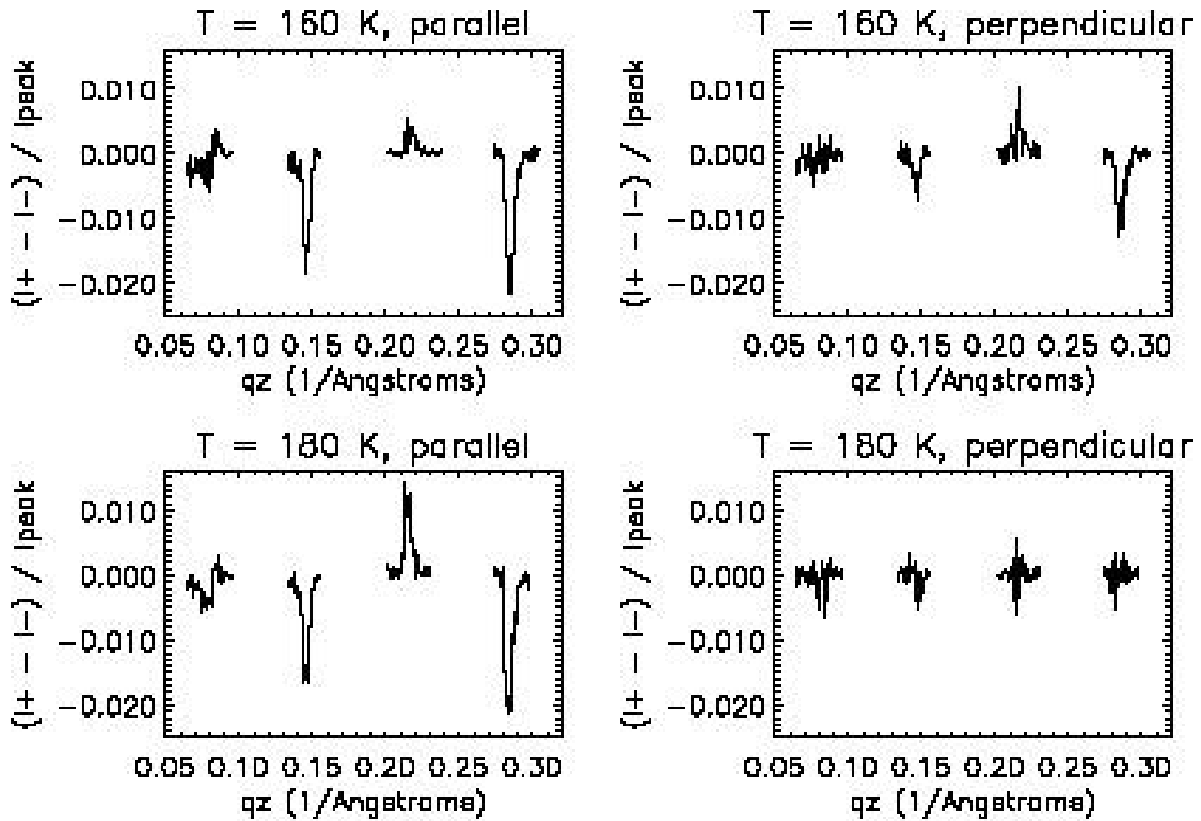 T = 160 K, parallel
(I+ - I-) / Ipeak
0.010
0.000
-0.010
-0.020
0.05 0.10 0.15 0.20 0.25 0.30
qz (1/Angstroms)
T = 160 K, perpendicular
(I+ - I-) / Ipeak
0.010
0.000
-0.010
-0.020
0.05 0.10 0.15 0.20 0.25 0.30
qz (1/Angstroms)
T = 180 K, parallel
(I+ - I-) / Ipeak
0.010
0.000
-0.010
-0.020
0.05 0.10 0.15 0.20 0.25 0.30
qz (1/Angstroms)
T = 180 K, perpendicular
(I+ - I-) / Ipeak
0.010
0.000
-0.010
-0.020
0.05 0.10 0.15 0.20 0.25 0.30
qz (1/Angstroms)